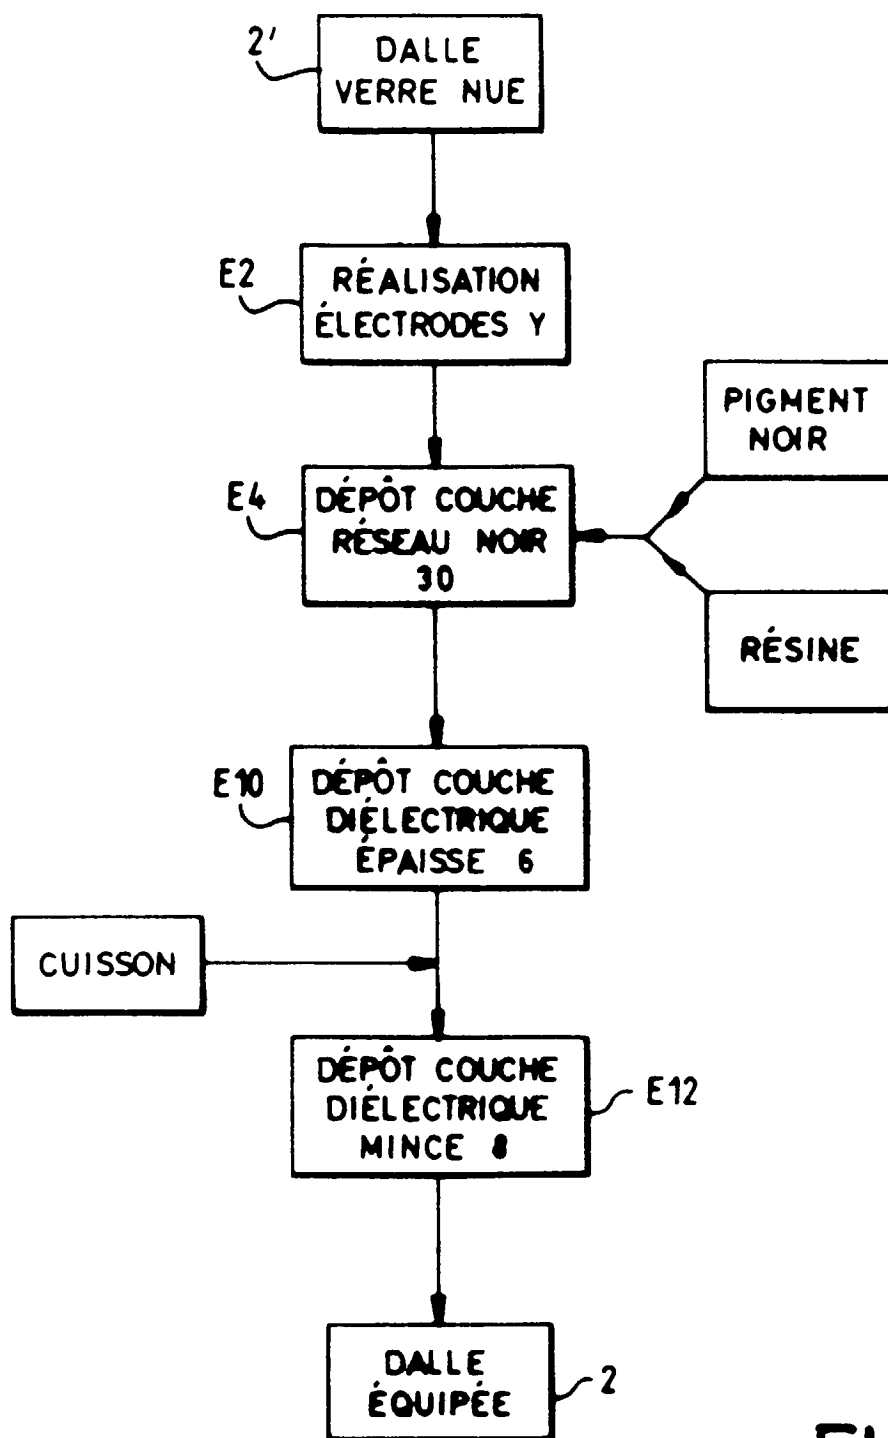 2'
DALLE
VERRE NUE
E2
RÉALISATION
ÉLECTRODES Y
PIGMENT
NOIR
E4
DÉPÔT COUCHE
RÉSEAU NOIR
30
RÉSINE
E10
DÉPÔT COUCHE
DIÉLECTRIQUE
ÉPAISSE 6
CUISSON
DÉPÔT COUCHE
DIÉLECTRIQUE
MINCE 8
E12
DALLE
ÉQUIPÉE
2